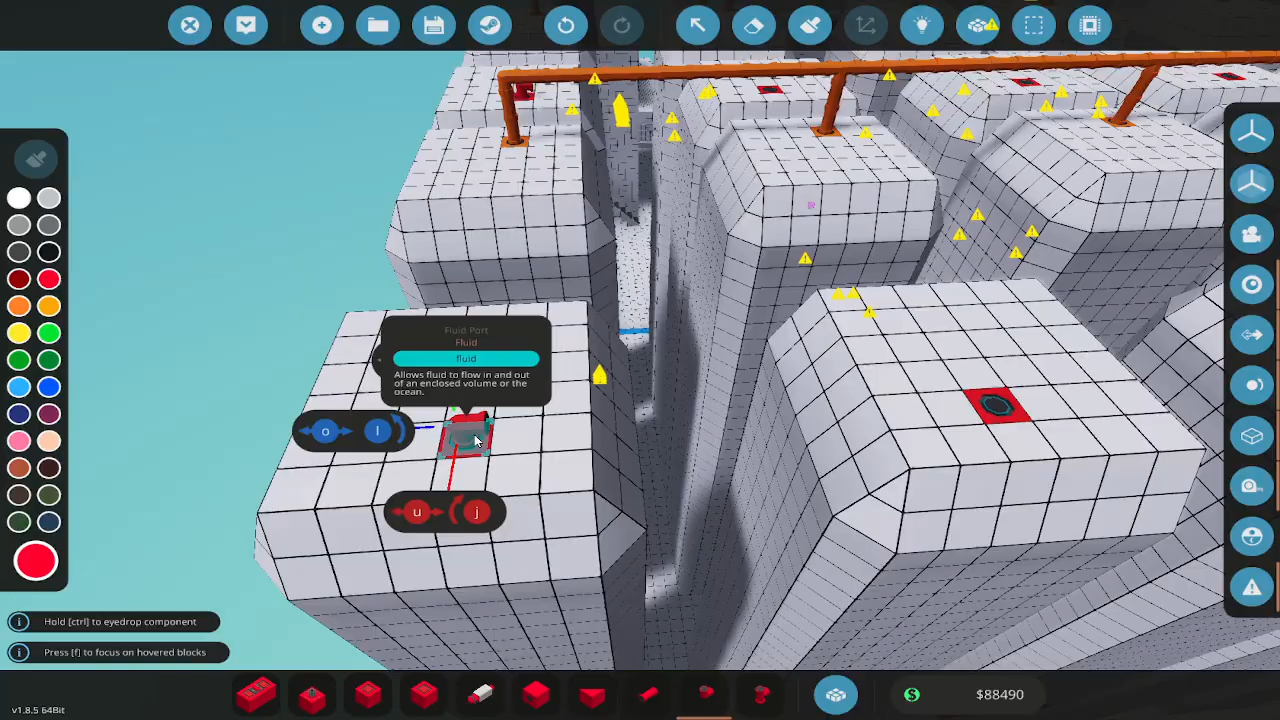 Fluid Port
Fluid
fluid
Allows fluid to flow in and out
of an enclosed volume or the
ocean.
o
l
u
j
Hold [ctrl] to eyedrop component
Press [f] to focus on hovered blocks
v1.8.5 64Bit
$
$88490